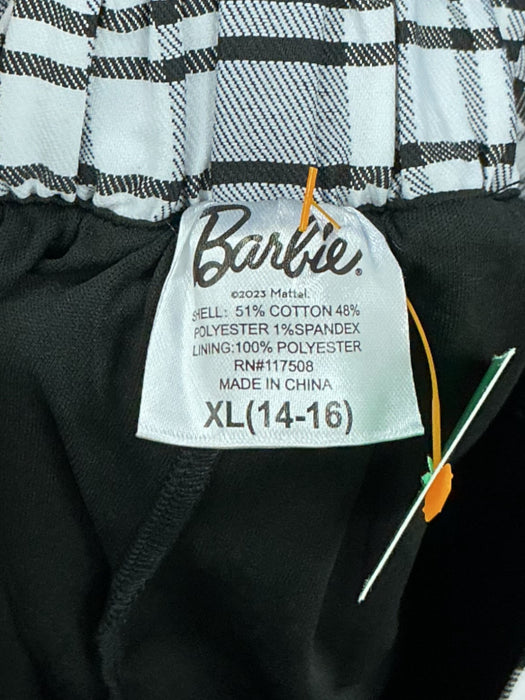 Barbie.
©2023 Mattel.
SHELL: 51% COTTON 48%
POLYESTER 1%SPANDEX
LINING:100% POLYESTER
RN#117508
MADE IN CHINA
XL(14-16)